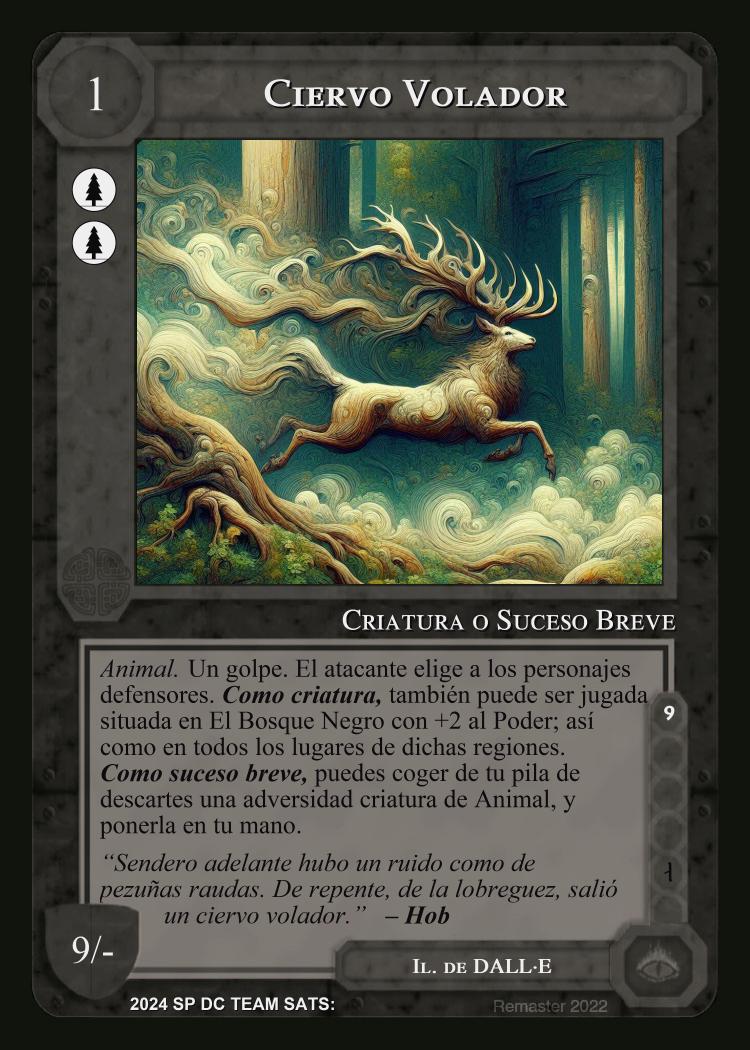 1
Ciervo Volador
Criatura o Suceso Breve
Animal. Un golpe. El atacante elige a los personajes
defensores. Como criatura, también puede ser jugada
situada en El Bosque Negro con +2 al Poder; así
como en todos los lugares de dichas regiones.
Como suceso breve, puedes coger de tu pila de
descartes una adversidad criatura de Animal, y
ponerla en tu mano.
9
“Sendero adelante hubo un ruido como de
pezuñas raudas. De repente, de la lobreguez, salió
un ciervo volador.” – Hob
9/-
Il. de DALL·E
2024 SP DC TEAM SATS:
Remaster 2022